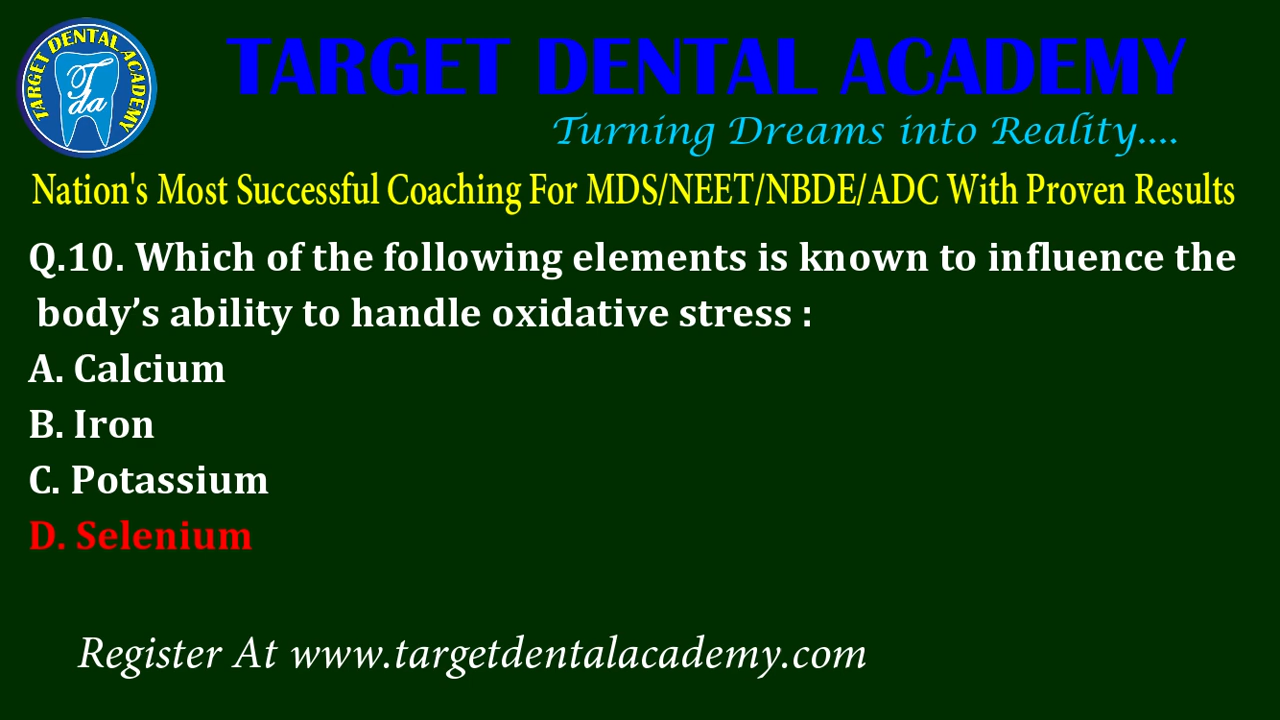 TARGET DENTAL ACADEMY
Tda
TARGET DENTAL ACADEMY
Turning Dreams into Reality....
Nation's Most Successful Coaching For MDS/NEET/NBDE/ADC With Proven Results
Q.10. Which of the following elements is known to influence the
body’s ability to handle oxidative stress :
A. Calcium
B. Iron
C. Potassium
D. Selenium
Register At www.targetdentalacademy.com